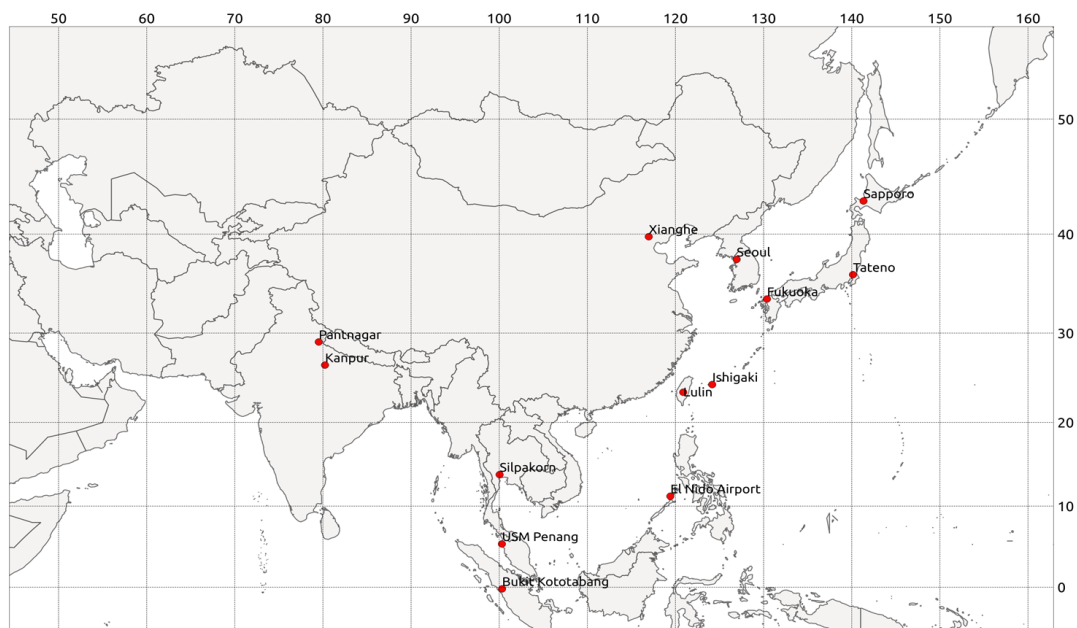 50 60 70 80 90 100 110 120 130 140 150 160
50
Sapporo
Xianghe
40
Seoul
Tateno
Fukuoka
Pantnagar
30
Kanpur
Ishigaki
Lulin
20
Silpakorn
El Nido Airport
10
USM Penang
Bukit Kototabang
0